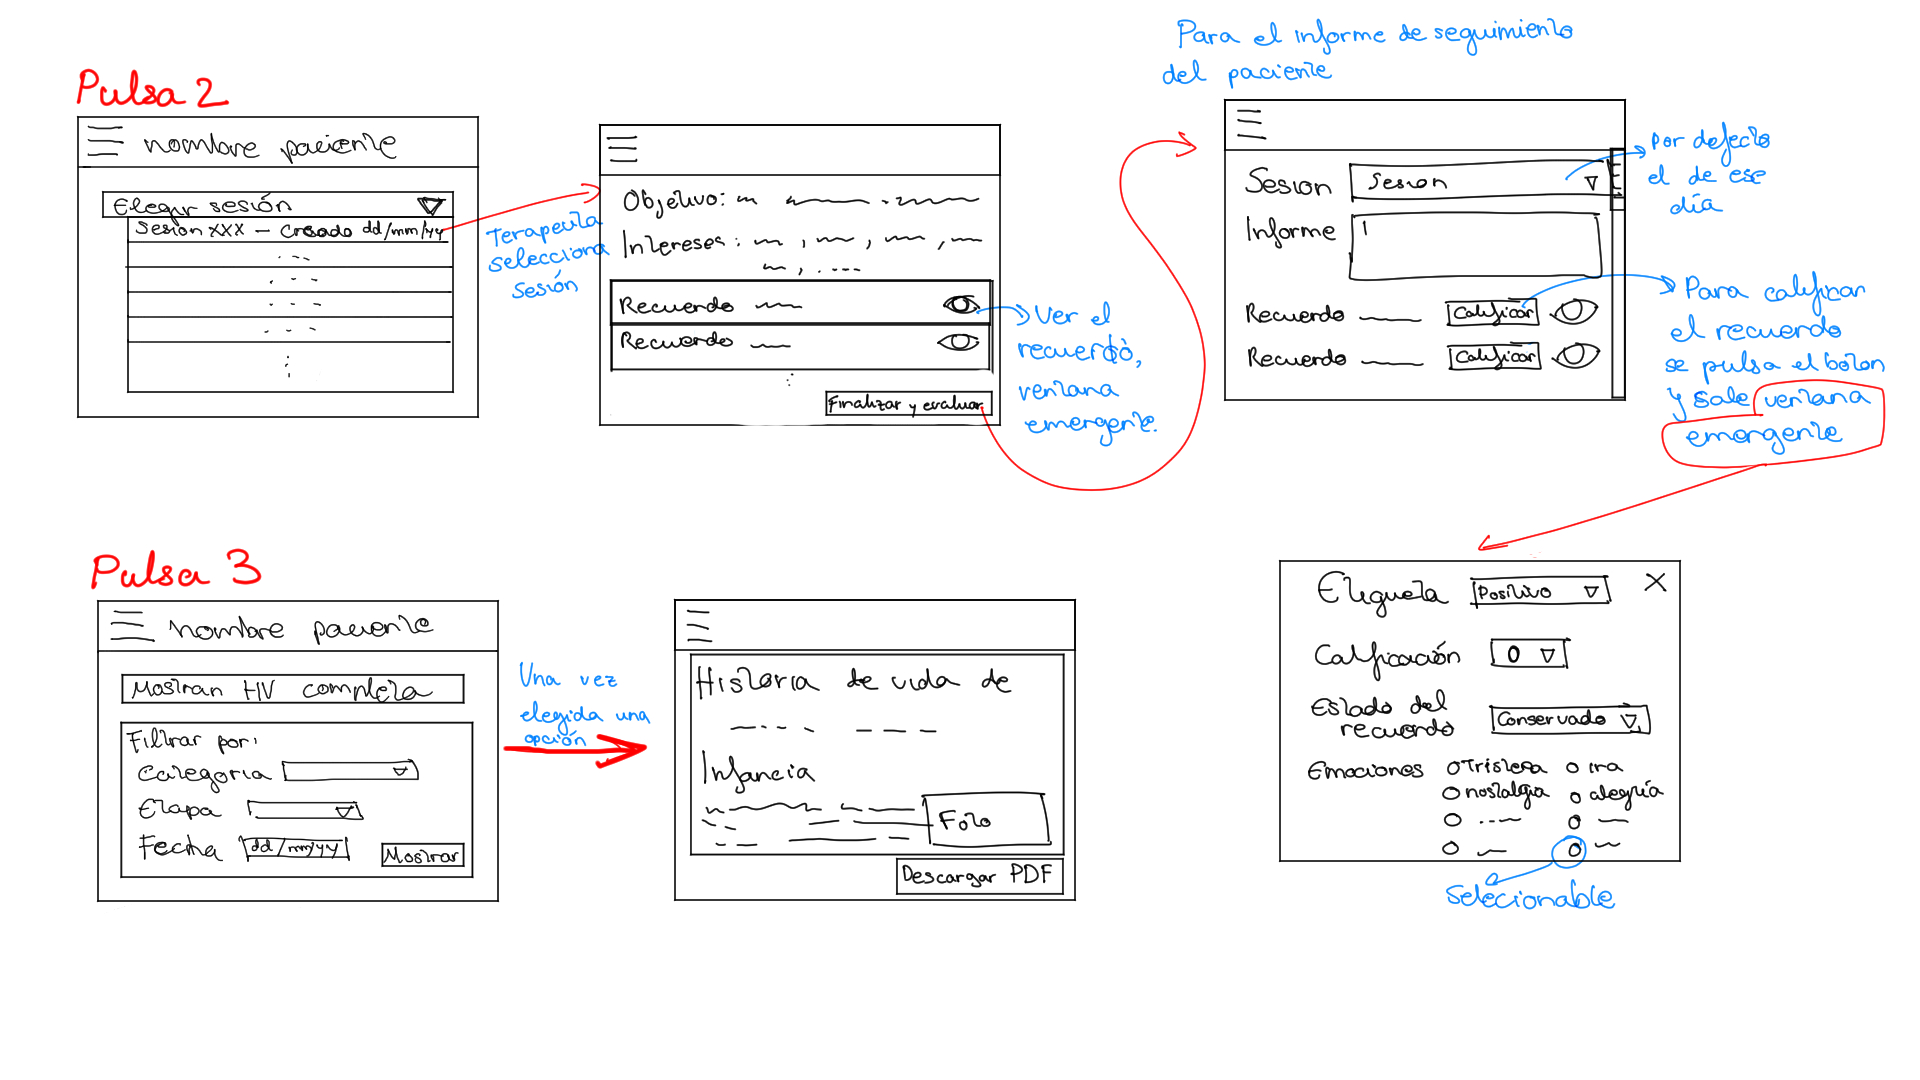 Para el informe de seguimiento
del paciente
Pulsa 2
nombre paciente
Elegir sesión
Sesion XXX – Creado dd/mm/yy
Terapeuta
selecciona
sesión
Objetivo:
Intereses:
Recuerdo
Recuerdo
Finalizar y evaluar
Ver el
recuerdo,
ventana
emergente.
Sesion
Sesion
Informe
Recuerdo
Calificar
Recuerdo
Calificar
Por defecto
el de ese
día
Para calificar
el recuerdo
se pulsa el boton
y sale ventana
emergente
Etiqueta
Positivo
X
Calificación
0
Estado del
recuerdo
Conservado
Emociones
Tristeza
ira
nostalgia
alegría
Selecionable
Pulsa 3
nombre paciente
Mostrar HV completa
Filtrar por:
Categoria
Etapa
Fecha
dd/mm/yy
Mostrar
Una vez
elegida una
opción
Historia de vida de
Infancia
Foto
Descargar PDF